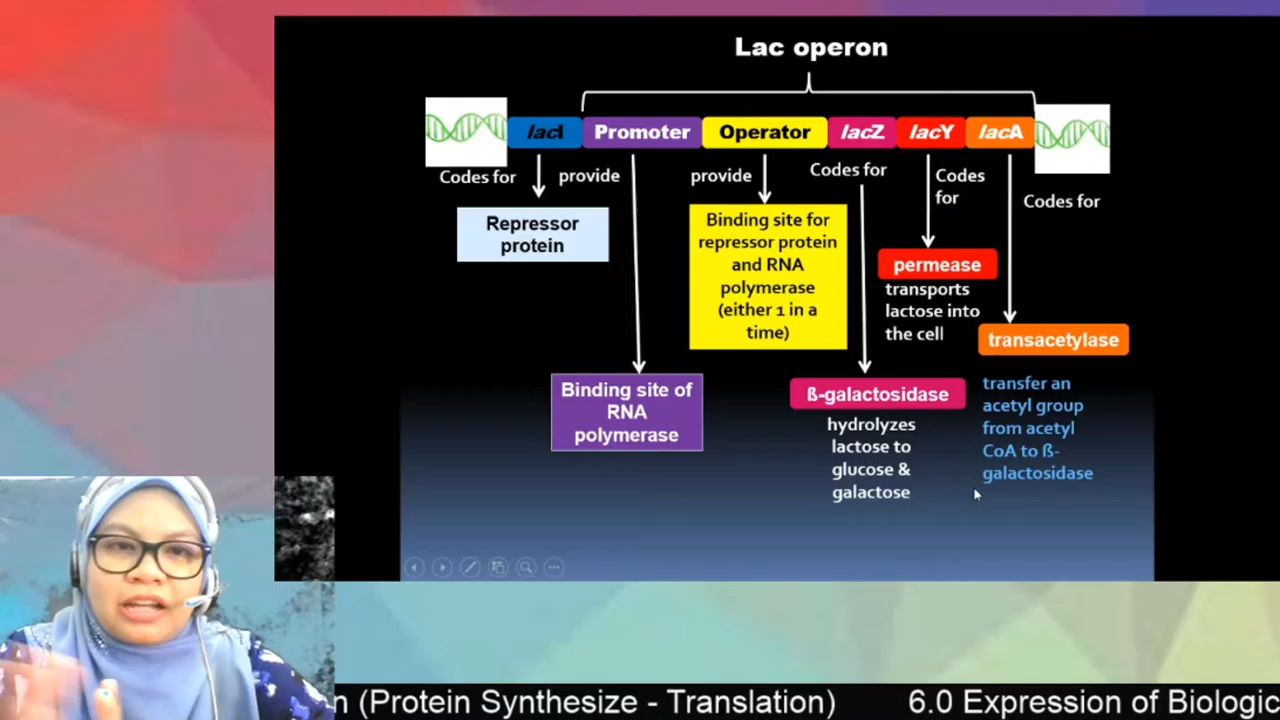 Lac operon
lacI
Promoter
Operator
lacZ
lacY
lacA
Codes for
provide
provide
Codes for
Codes
for
Codes for
Repressor
protein
Binding site for
repressor protein
and RNA
polymerase
(either 1 in a
time)
permease
transports
lactose into
the cell
transacetylase
Binding site of
RNA
polymerase
ß-galactosidase
hydrolyzes
lactose to
glucose &
galactose
transfer an
acetyl group
from acetyl
CoA to ß-
galactosidase
n (Protein Synthesize - Translation) 6.0 Expression of Biologic